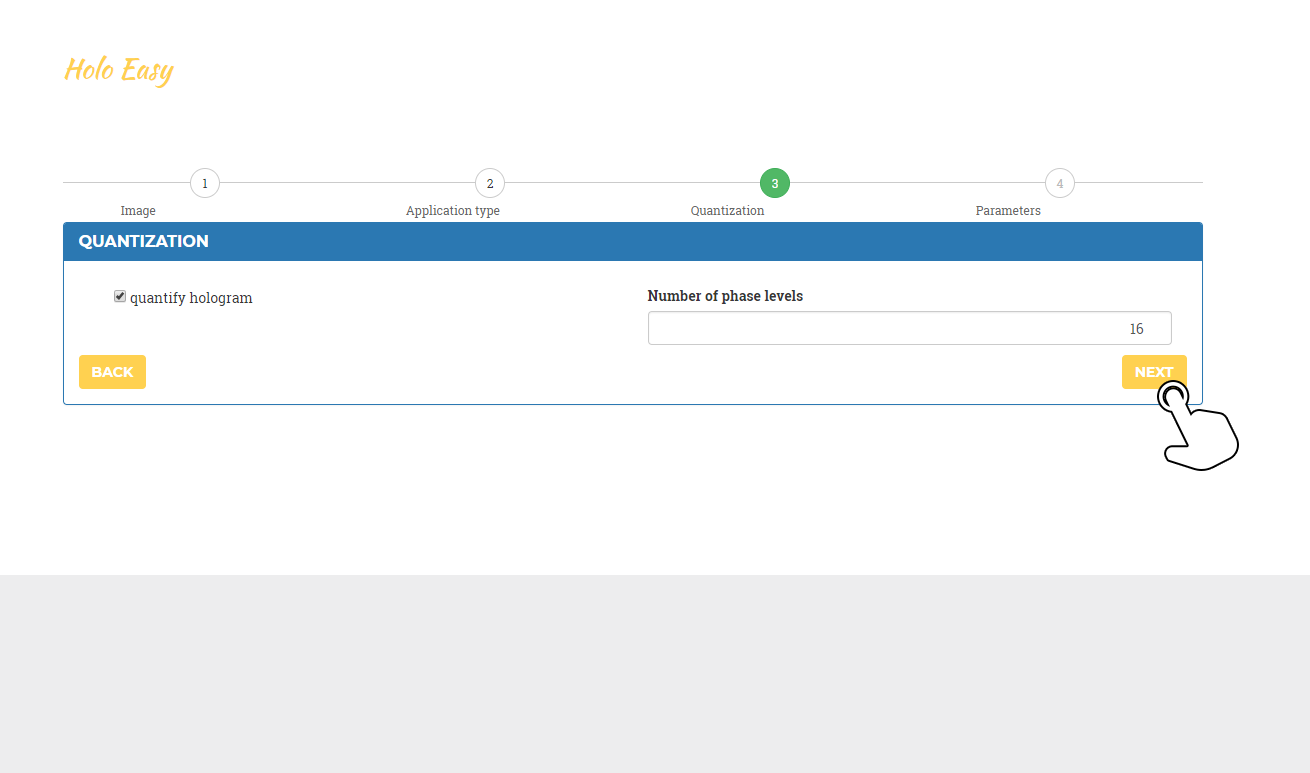 Holo Easy
1 2 3 4
Image Application type Quantization Parameters
QUANTIZATION
quantify hologram
Number of phase levels
16
BACK NEXT